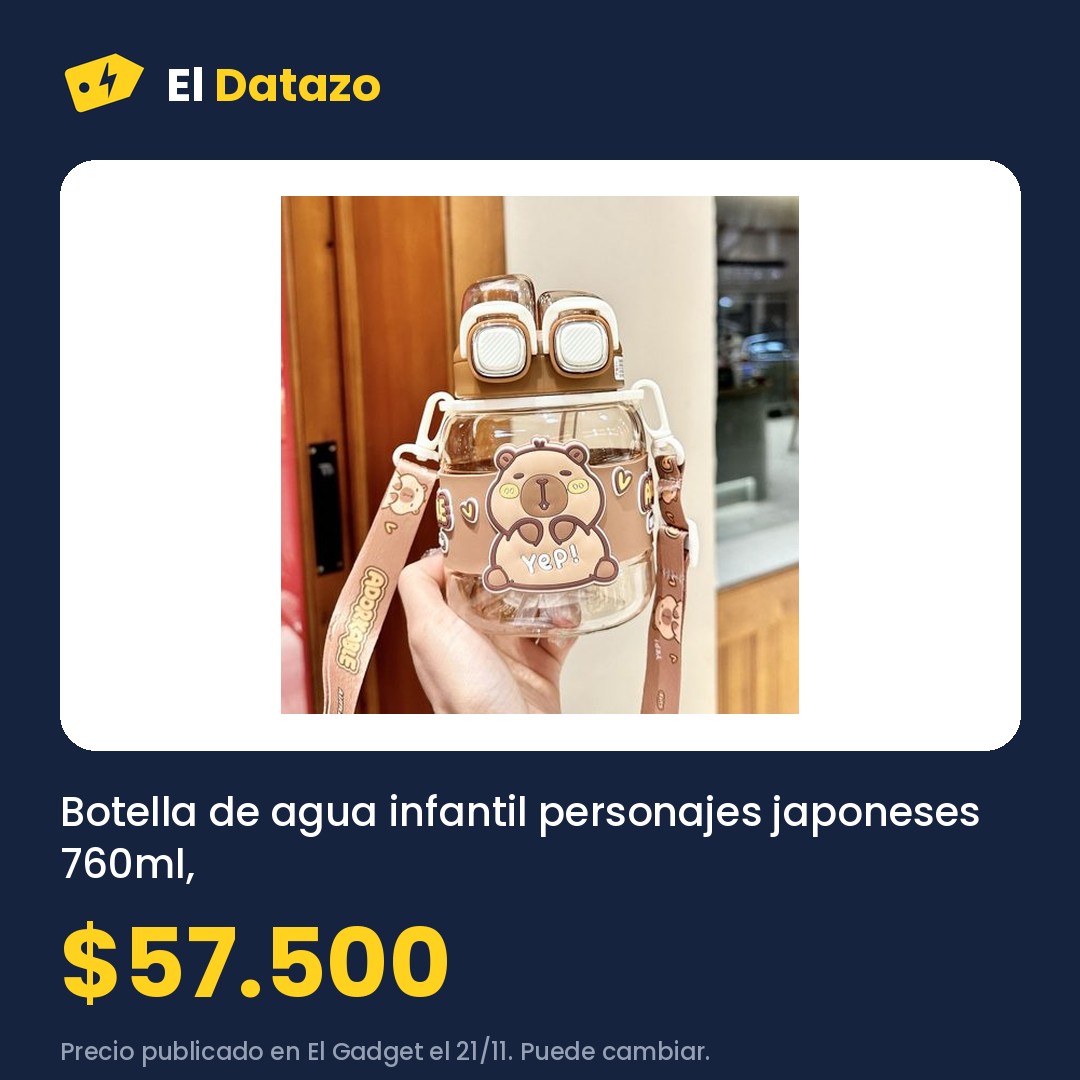 El Datazo
Yep!
ADORKABLE
Botella de agua infantil personajes japoneses
760ml,
$57.500
Precio publicado en El Gadget el 21/11. Puede cambiar.